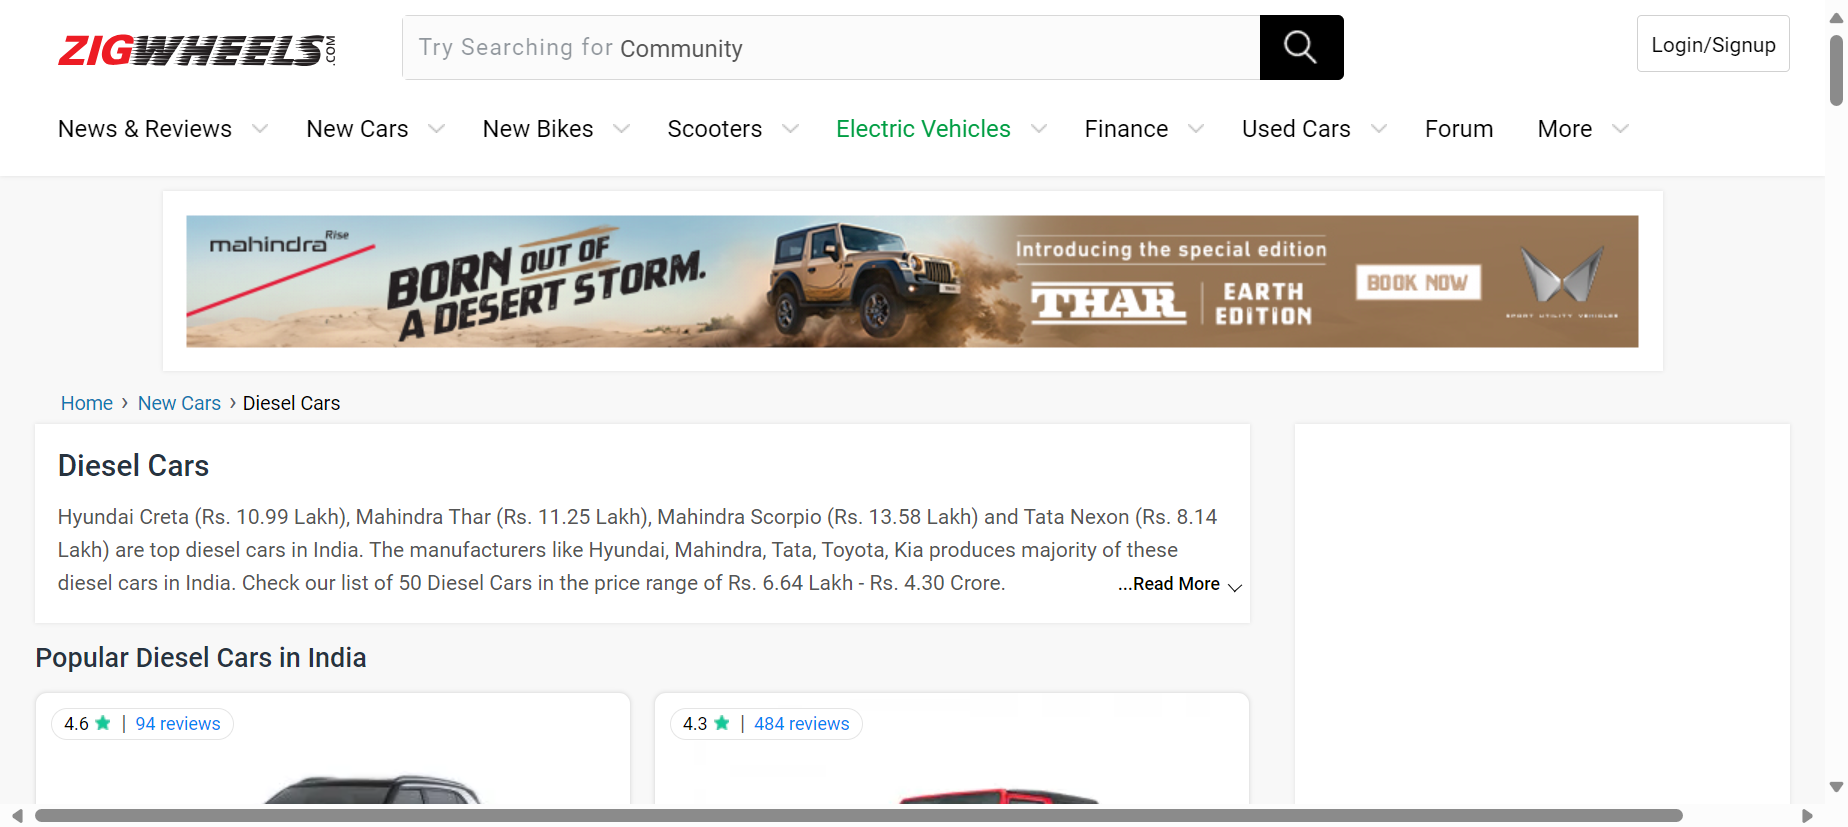 ZIGWHEELS.COM
Try Searching for Community
Login/Signup
News & Reviews
New Cars
New Bikes
Scooters
Electric Vehicles
Finance
Used Cars
Forum
More
mahindra Rise
BORN OUT OF
A DESERT STORM.
Introducing the special edition
THAR
EARTH
EDITION
BOOK NOW
SPORT UTILITY VEHICLES
Home › New Cars › Diesel Cars
Diesel Cars
Hyundai Creta (Rs. 10.99 Lakh), Mahindra Thar (Rs. 11.25 Lakh), Mahindra Scorpio (Rs. 13.58 Lakh) and Tata Nexon (Rs. 8.14
Lakh) are top diesel cars in India. The manufacturers like Hyundai, Mahindra, Tata, Toyota, Kia produces majority of these
diesel cars in India. Check our list of 50 Diesel Cars in the price range of Rs. 6.64 Lakh - Rs. 4.30 Crore.
...Read More
Popular Diesel Cars in India
4.6 ★ | 94 reviews
4.3 ★ | 484 reviews